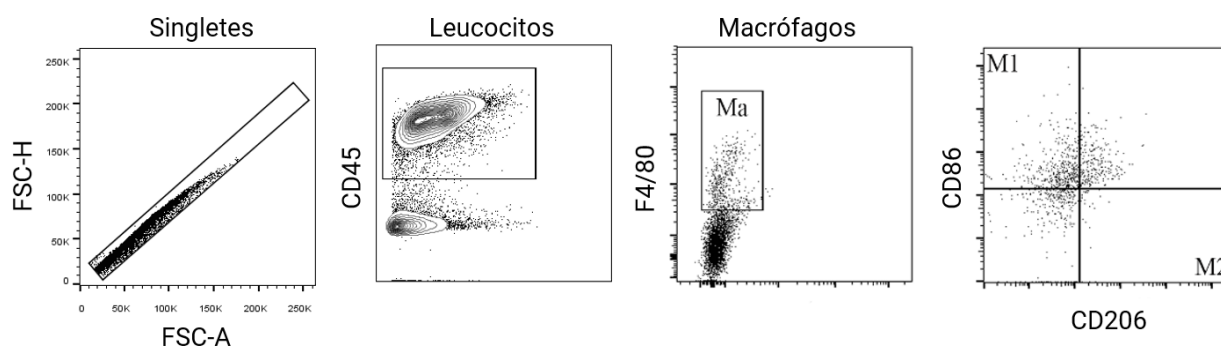 Singletes
FSC-H
250K
200K
150K
100K
50K
0
0 50K 100K 150K 200K 250K
FSC-A
Leucocitos
CD45
Macrófagos
F4/80
Ma
CD86
M1
M2
CD206